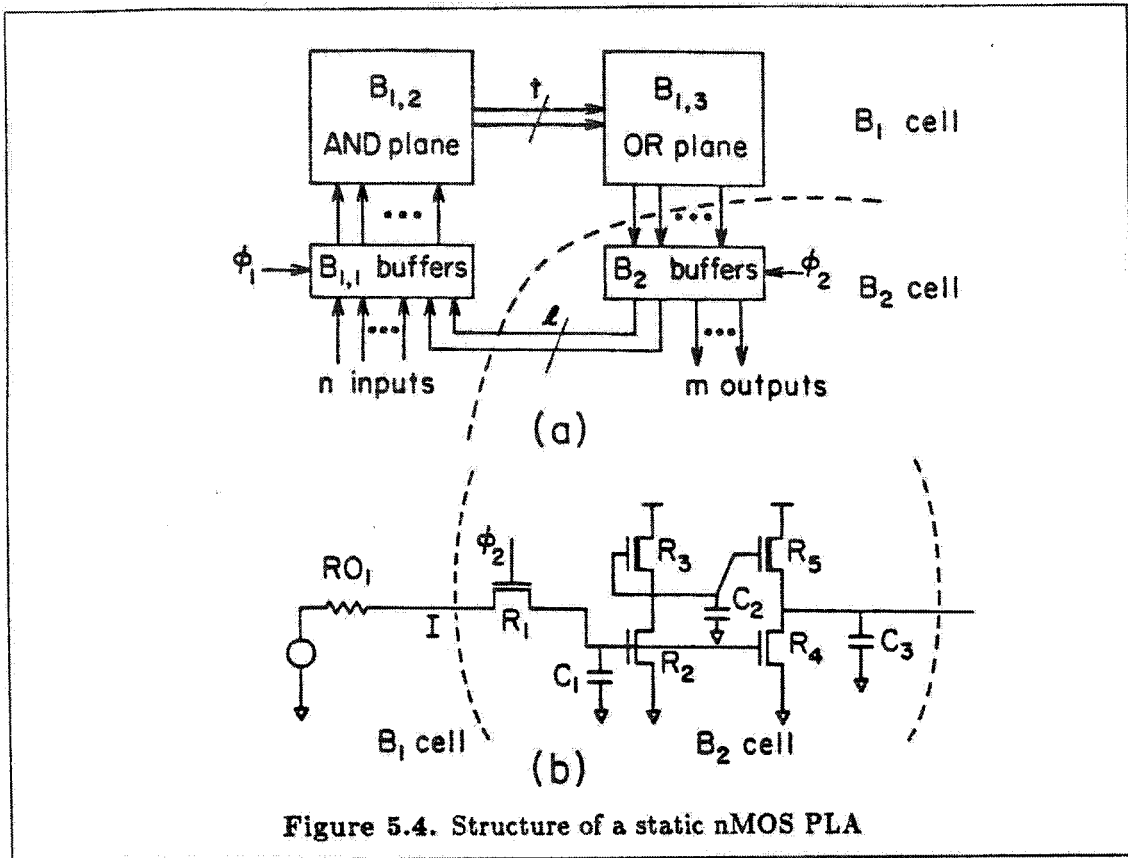 B₁,₂
AND plane
t
B₁,₃
OR plane
B₁ cell
ϕ₁
B₁,₁ buffers
B₂ buffers
ϕ₂
B₂ cell
ℓ
n inputs
m outputs
(a)
ϕ₂
RO₁
I
R₁
R₃
R₅
C₂
C₁
R₂
R₄
C₃
B₁ cell
B₂ cell
(b)
Figure 5.4. Structure of a static nMOS PLA